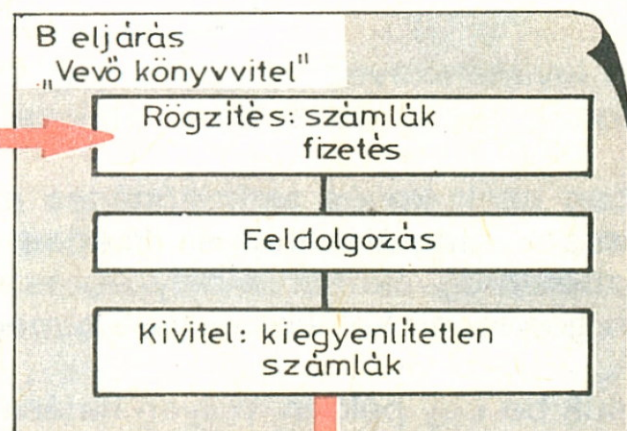 B eljárás
„Vevő könyvvitel"
Rögzítés: számlák
fizetés
Feldolgozás
Kivitel: kiegyenlítetlen
számlák